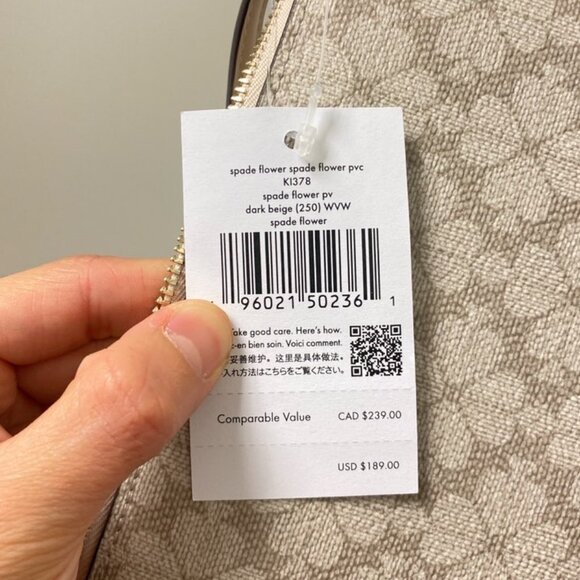 spade flower spade flower pvc
KI378
spade flower pv
dark beige (250) WVW
spade flower
96021 50236 1
Take good care. Here's how.
-en bien soin. Voici comment.
妥善维护。这里是具体做法。
入れ方法はこちらをご覧ください。
Comparable Value CAD $239.00
USD $189.00